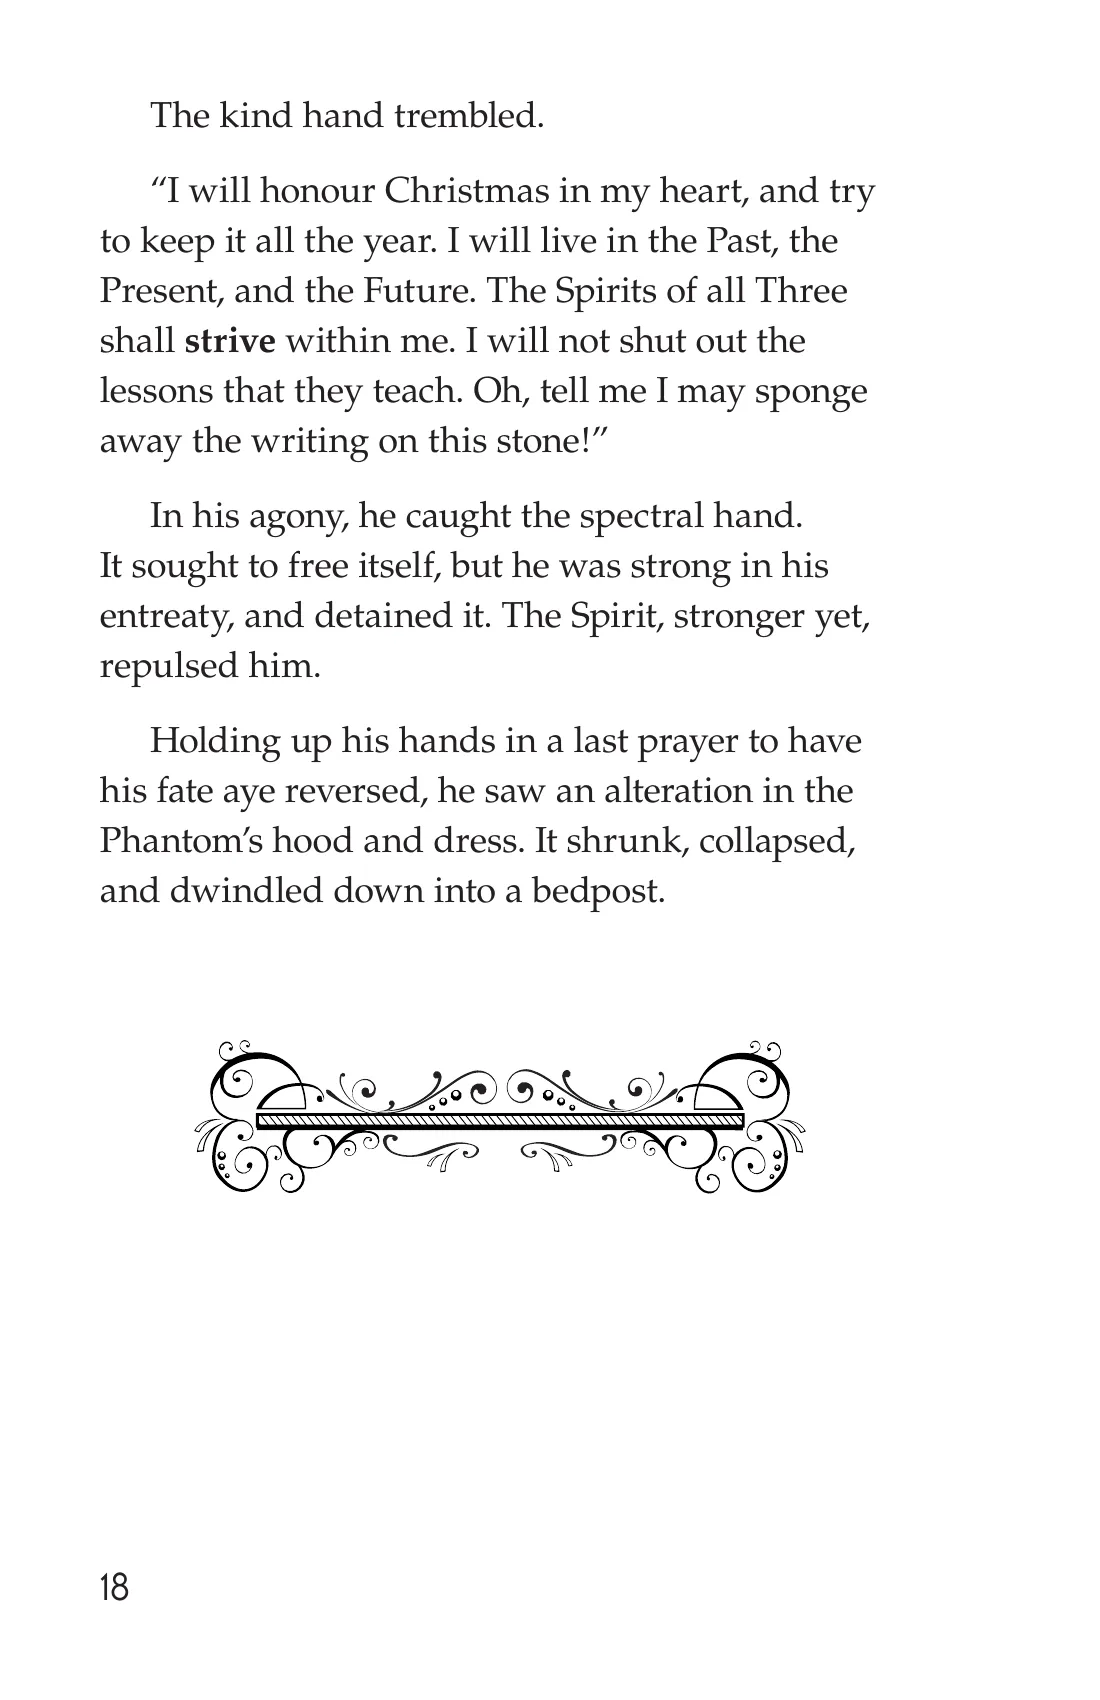 The kind hand trembled.
“I will honour Christmas in my heart, and try
to keep it all the year. I will live in the Past, the
Present, and the Future. The Spirits of all Three
shall strive within me. I will not shut out the
lessons that they teach. Oh, tell me I may sponge
away the writing on this stone!”
In his agony, he caught the spectral hand.
It sought to free itself, but he was strong in his
entreaty, and detained it. The Spirit, stronger yet,
repulsed him.
Holding up his hands in a last prayer to have
his fate aye reversed, he saw an alteration in the
Phantom’s hood and dress. It shrunk, collapsed,
and dwindled down into a bedpost.
18